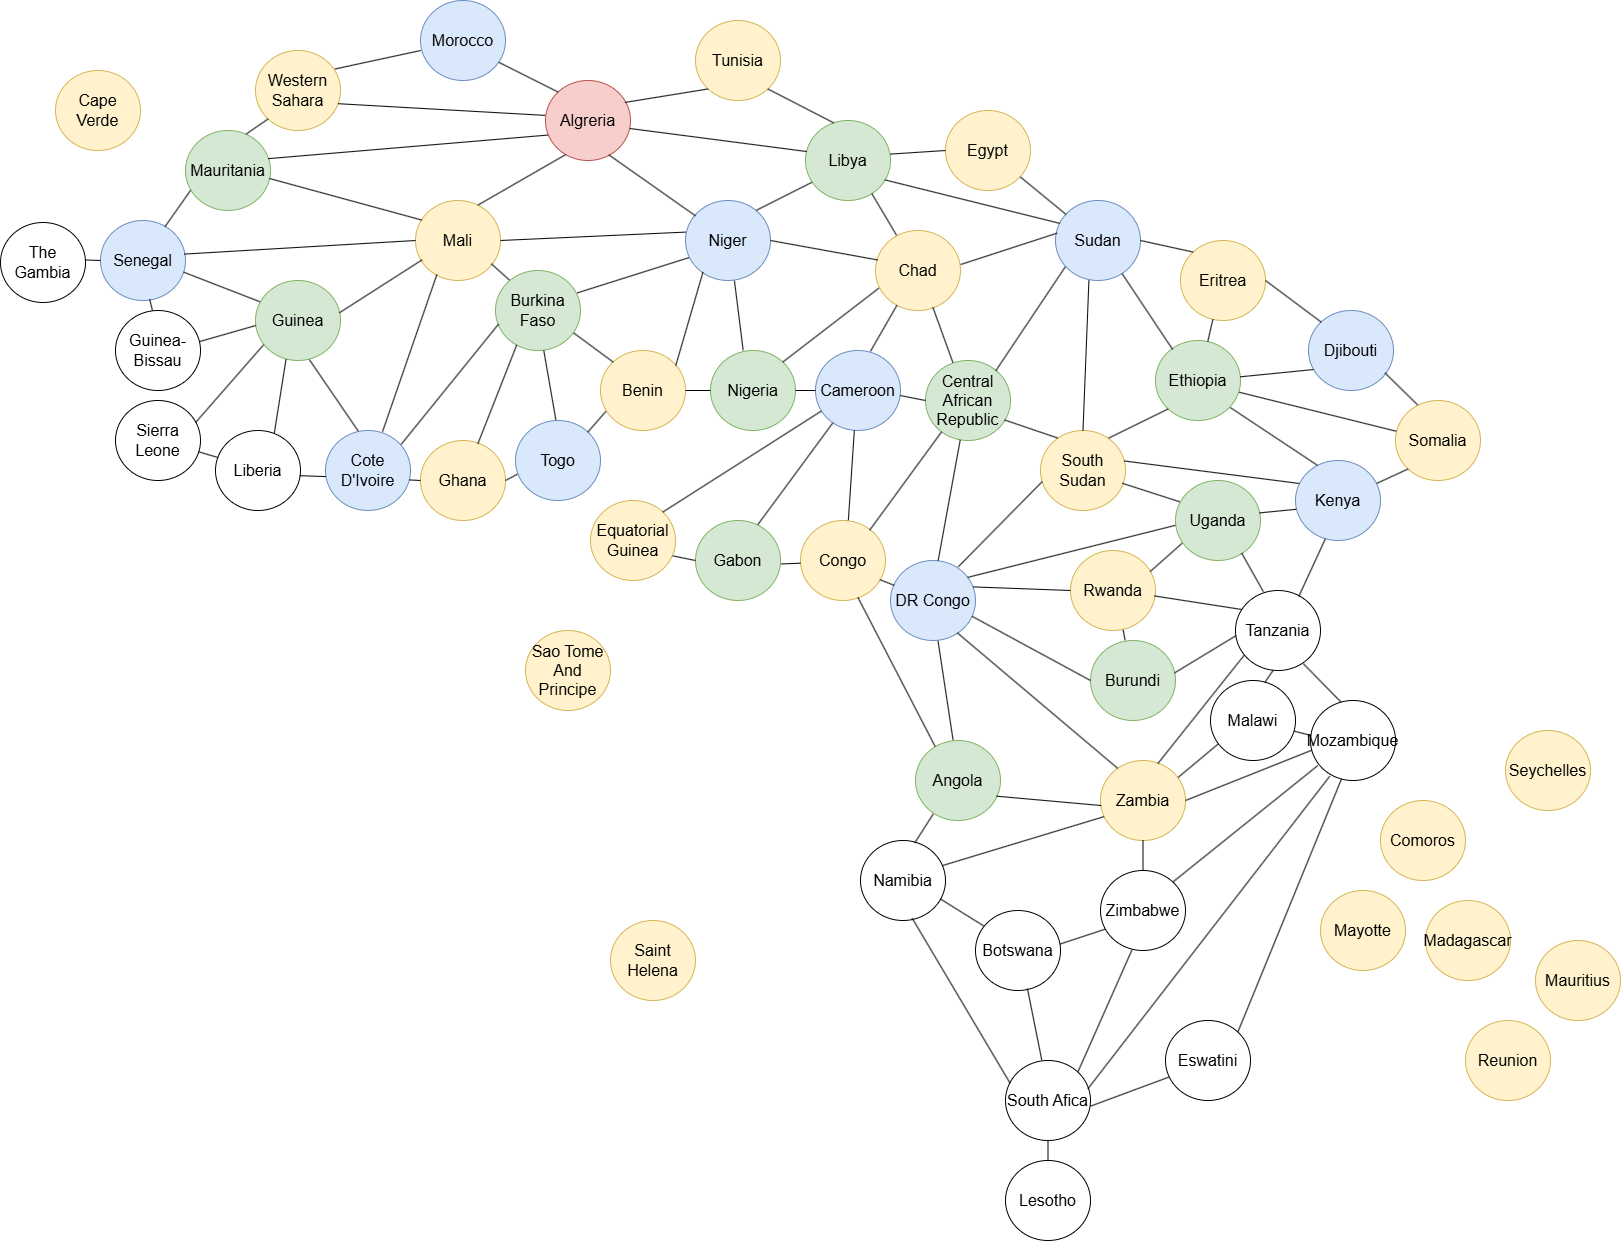 Morocco
Tunisia
Western
Sahara
Cape
Verde
Algreria
Egypt
Libya
Mauritania
The
Gambia
Senegal
Mali
Niger
Sudan
Chad
Eritrea
Burkina
Faso
Guinea
Guinea-
Bissau
Djibouti
Ethiopia
Benin
Nigeria
Cameroon
Central
African
Republic
Sierra
Leone
Liberia
Cote
D'Ivoire
Ghana
Togo
South
Sudan
Somalia
Kenya
Uganda
Equatorial
Guinea
Gabon
Congo
DR Congo
Rwanda
Tanzania
Sao Tome
And
Principe
Burundi
Malawi
Mozambique
Seychelles
Angola
Zambia
Comoros
Namibia
Zimbabwe
Botswana
Mayotte
Madagascar
Saint
Helena
Mauritius
Eswatini
Reunion
South Afica
Lesotho